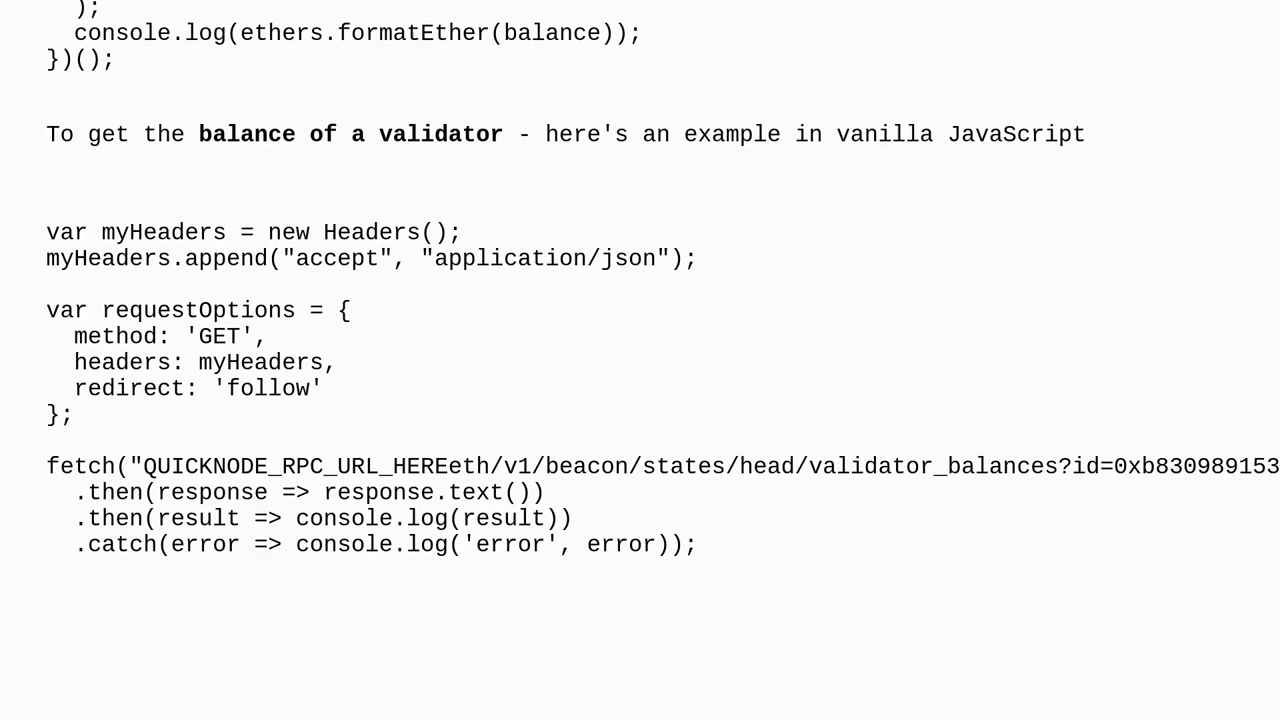 );
console.log(ethers.formatEther(balance));
})();
To get the balance of a validator - here's an example in vanilla JavaScript
var myHeaders = new Headers();
myHeaders.append("accept", "application/json");
var requestOptions = {
method: 'GET',
headers: myHeaders,
redirect: 'follow'
};
fetch("QUICKNODE_RPC_URL_HEREeth/v1/beacon/states/head/validator_balances?id=0xb830989153
.then(response => response.text())
.then(result => console.log(result))
.catch(error => console.log('error', error));